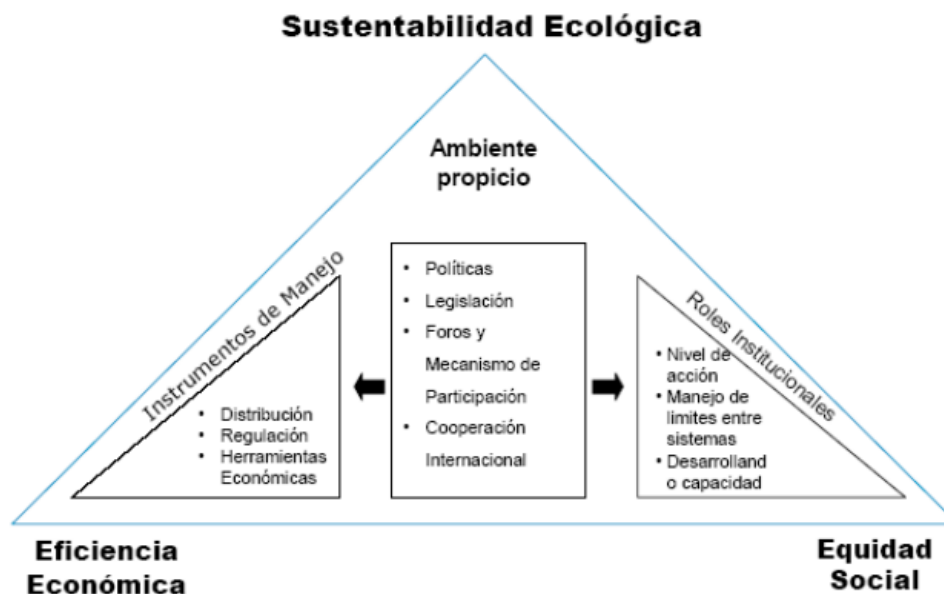 Sustentabilidad Ecológica
Ambiente
propicio
Instrumentos de Manejo
• Distribución
• Regulación
• Herramientas
Económicas
• Políticas
• Legislación
• Foros y
Mecanismo de
Participación
• Cooperación
Internacional
Roles Institucionales
• Nivel de
acción
• Manejo de
limites entre
sistemas
• Desarrolland
o capacidad
Eficiencia
Económica
Equidad
Social